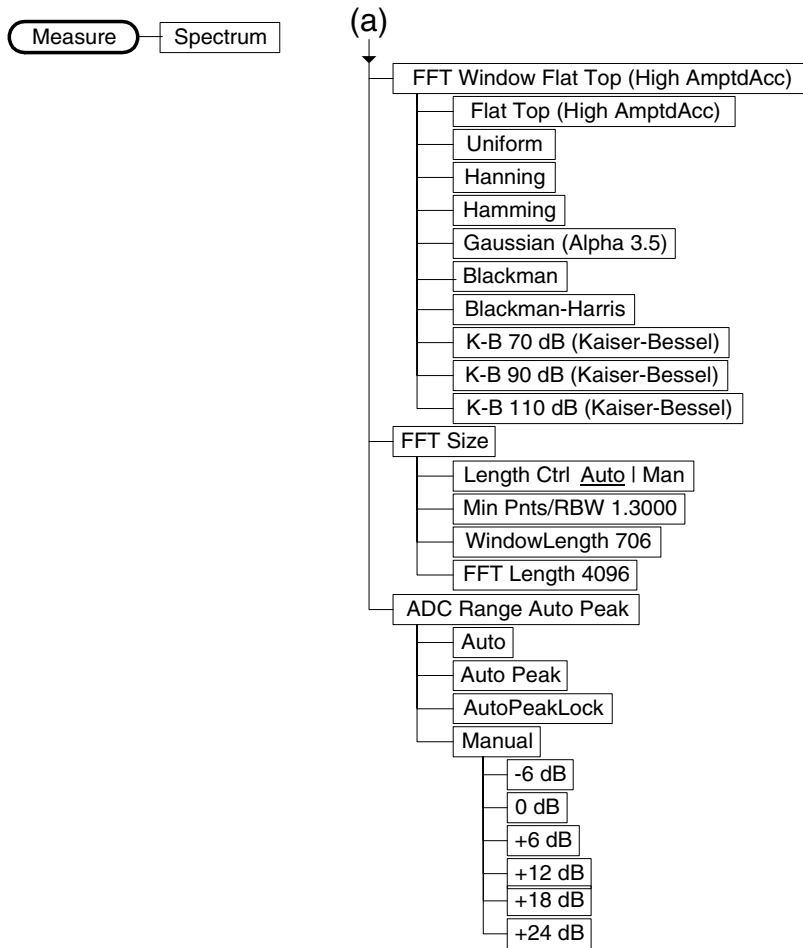 (a)
Measure
Spectrum
FFT Window Flat Top (High AmptdAcc)
Flat Top (High AmptdAcc)
Uniform
Hanning
Hamming
Gaussian (Alpha 3.5)
Blackman
Blackman-Harris
K-B 70 dB (Kaiser-Bessel)
K-B 90 dB (Kaiser-Bessel)
K-B 110 dB (Kaiser-Bessel)
FFT Size
Length Ctrl Auto | Man
Min Pnts/RBW 1.3000
WindowLength 706
FFT Length 4096
ADC Range Auto Peak
Auto
Auto Peak
AutoPeakLock
Manual
-6 dB
0 dB
+6 dB
+12 dB
+18 dB
+24 dB